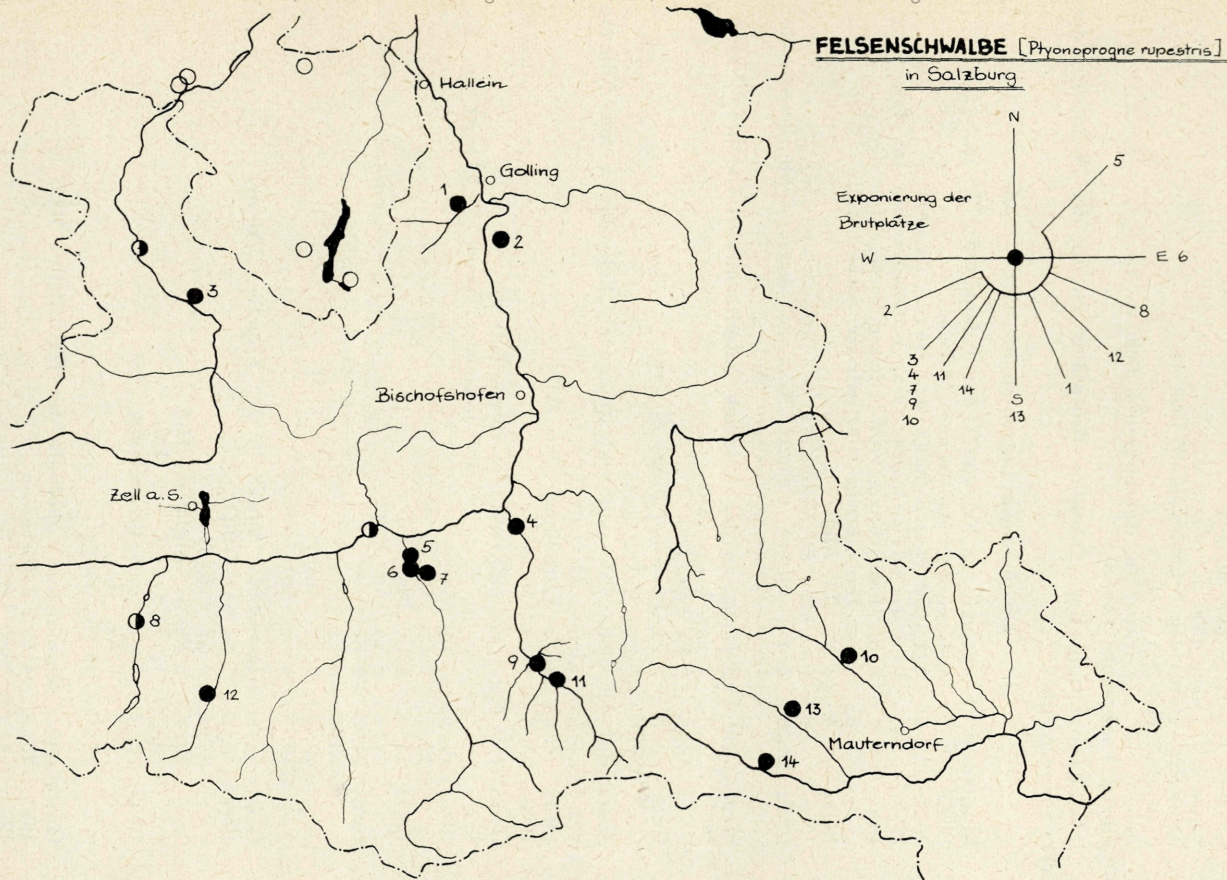 FELSENSCHWALBE [Ptyonoprogne rupestris]
in Salzburg
Hallein
Golling
1
2
3
Bischofshofen
Zell a. S.
4
5
6
7
8
9
10
11
12
13
14
Mauterndorf
Exponierung der
Brutplätze
N
5
W
E 6
2
8
3
4
7
9
10
11
14
S
13
1
12